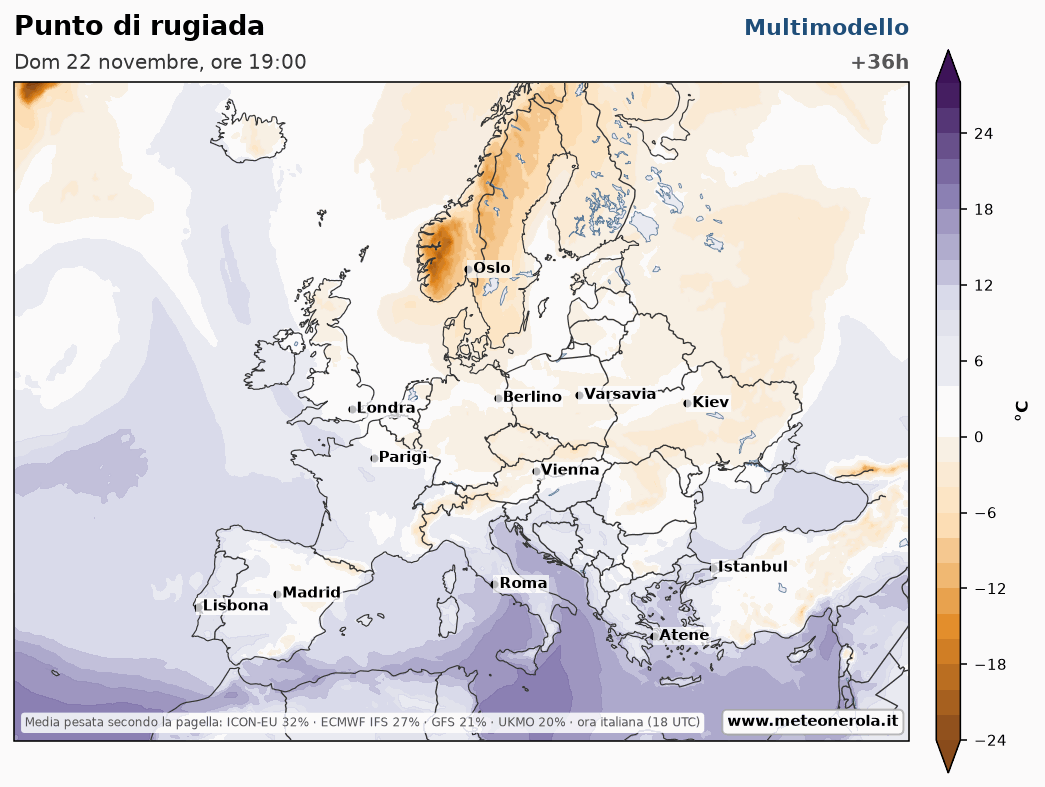 Punto di rugiada
Multimodello
Dom 22 novembre, ore 19:00
+36h
Oslo
Londra
Berlino
Varsavia
Kiev
Parigi
Vienna
Istanbul
Roma
Madrid
Lisbona
Atene
24
18
12
6
0
−6
−12
−18
−24
°C
Media pesata secondo la pagella: ICON-EU 32% · ECMWF IFS 27% · GFS 21% · UKMO 20% · ora italiana (18 UTC)
www.meteonerola.it